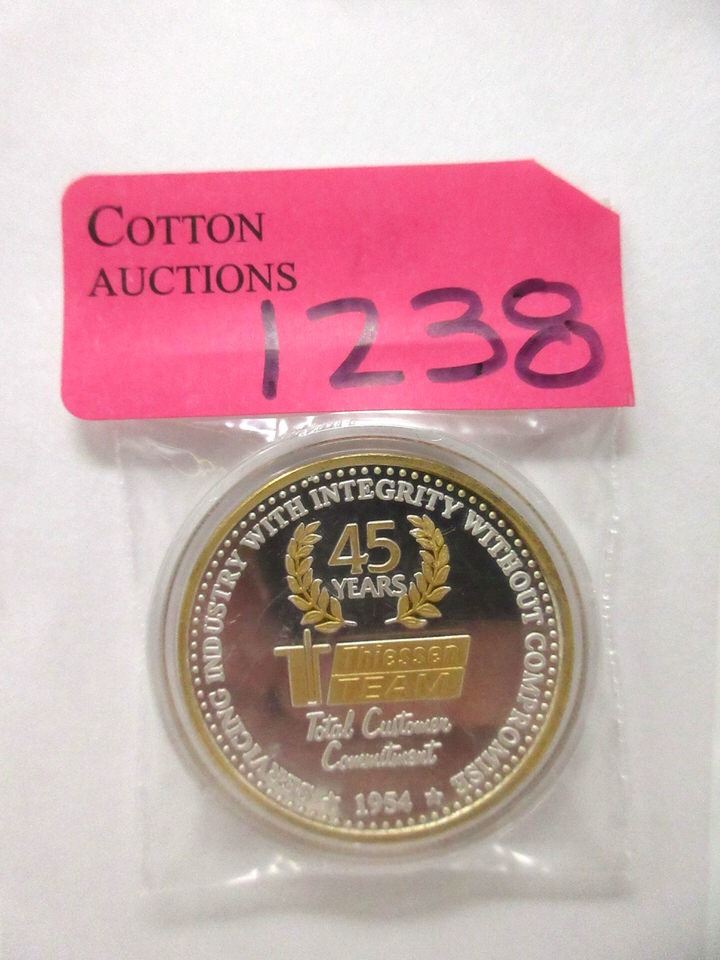 COTTON
AUCTIONS
1238
SERVICING INDUSTRY WITH INTEGRITY WITHOUT COMPROMISE
45
YEARS
Thiessen
TEAM
Total Customer
Commitment
1954